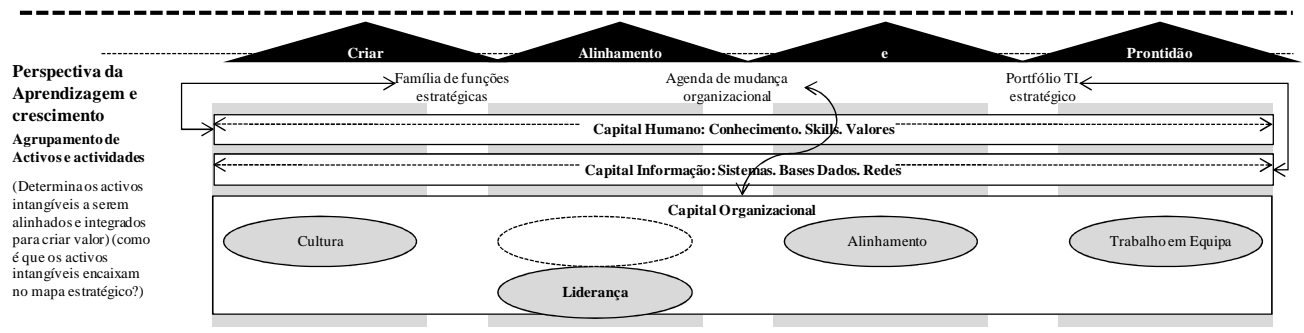 Criar Alinhamento e Prontidão
Perspectiva da
Aprendizagem e
crescimento
Agrupamento de
Activos e actividades
(Determina os activos
intangíveis a serem
alinhados e integrados
para criar valor) (como
é que os activos
intangíveis encaixam
no mapa estratégico?)
Família de funções
estratégicas
Agenda de mudança
organizacional
Portfólio TI
estratégico
Capital Humano: Conhecimento. Skills. Valores
Capital Informação: Sistemas. Bases Dados. Redes
Capital Organizacional
Cultura
Alinhamento
Trabalho em Equipa
Liderança